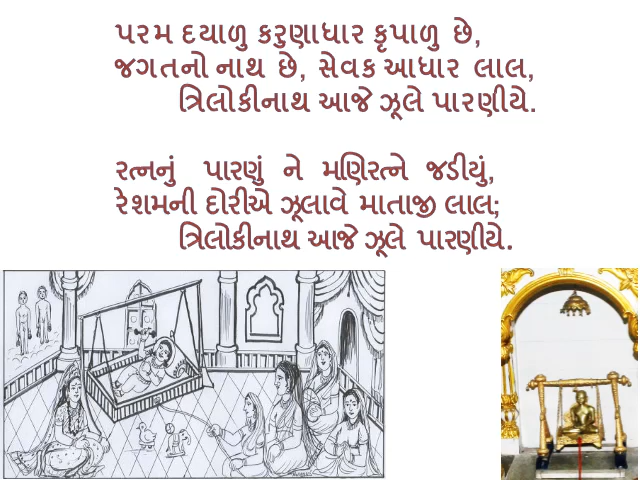 પરમ દયાળુ કરુણાધાર કૃપાળુ છે,
જગતનો નાથ છે, સેવક આધાર લાલ,
ત્રિલોકીનાથ આજે ઝૂલે પારણીયે.
રત્નનું પારણું ને મણિરત્ને જડીયું,
રેશમની દોરીએ ઝૂલાવે માતાજી લાલ;
ત્રિલોકીનાથ આજે ઝૂલે પારણીયે.